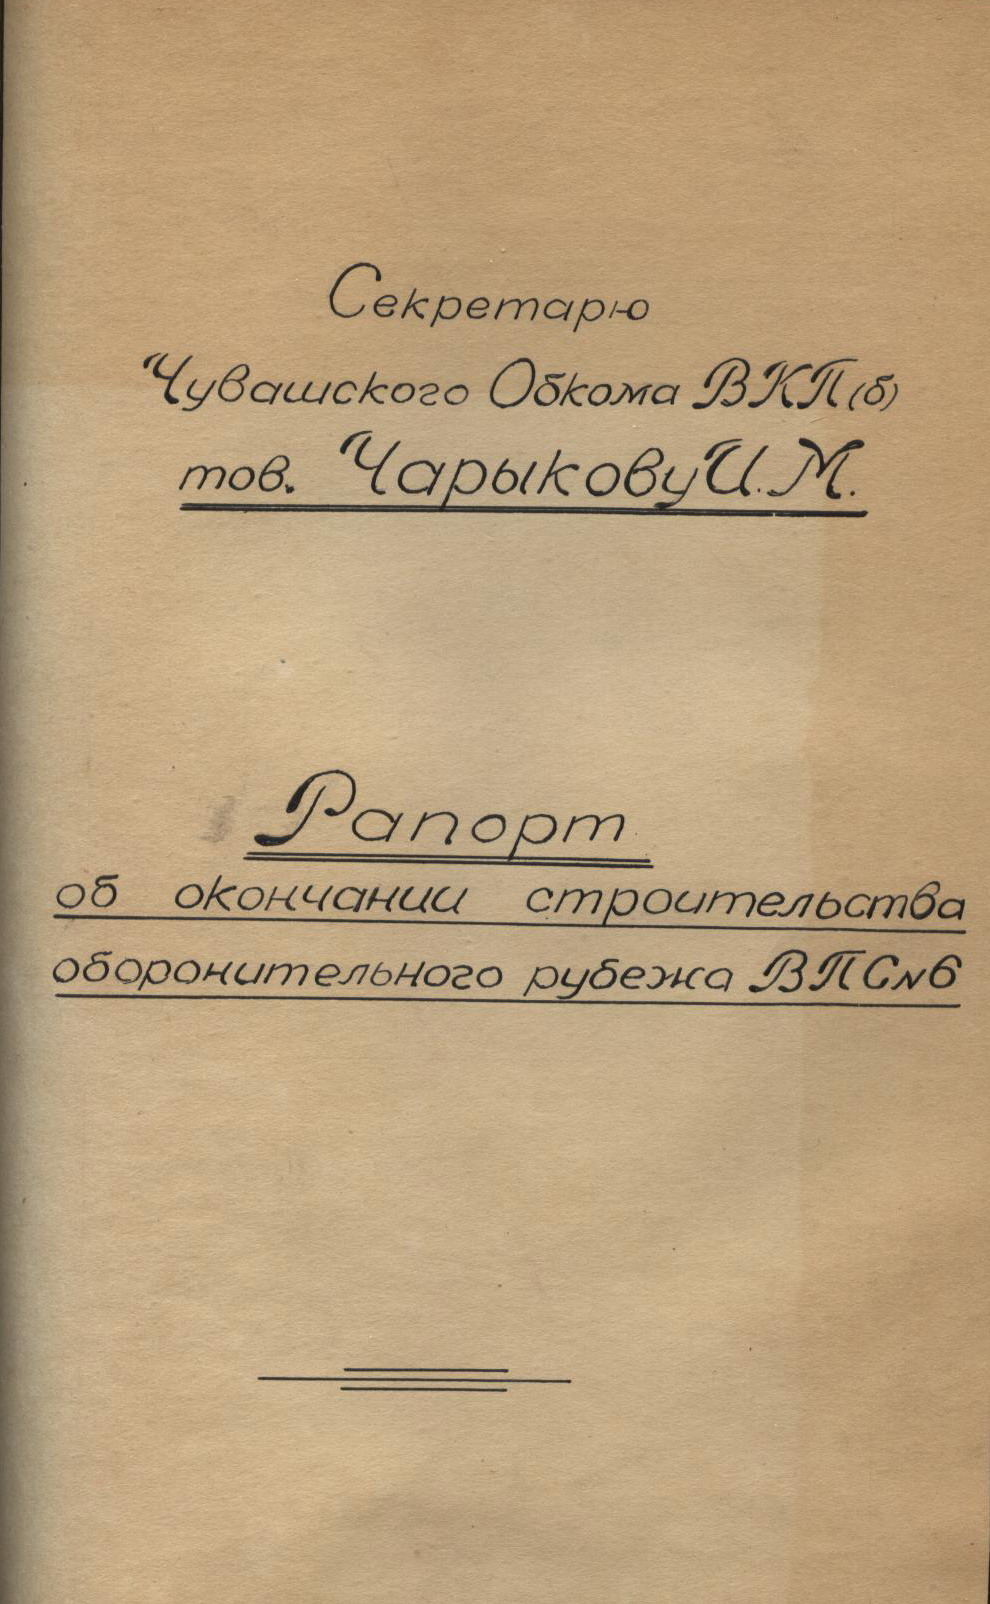 Секретарю
Чувашского Обкома ВКП(б)
тов. Чарыкову И.М.
Рапорт
об окончании строительства
оборонительного рубежа ВПС№6